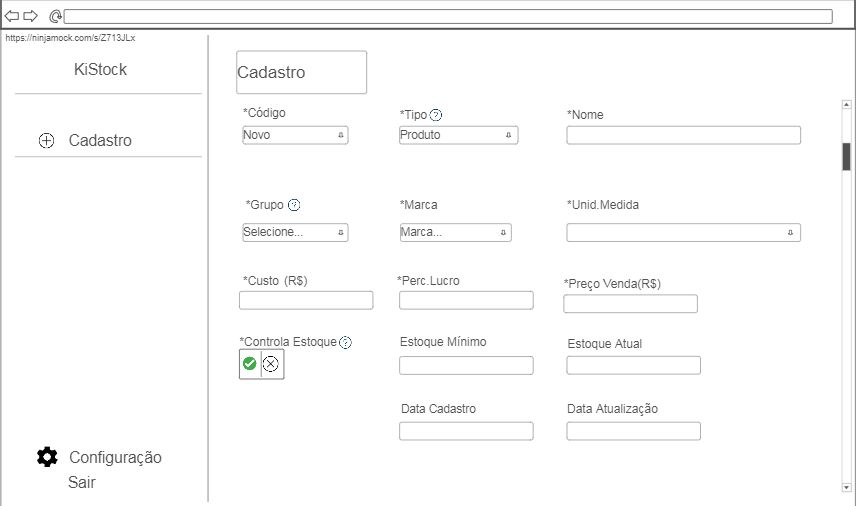 https://ninjamock.com/s/Z713JLx
KiStock
Cadastro
Configuração
Sair
Cadastro
*Código
*Tipo ?
*Nome
Novo
Produto
*Grupo ?
*Marca
*Unid.Medida
Selecione...
Marca...
*Custo (R$)
*Perc.Lucro
*Preço Venda(R$)
*Controla Estoque ?
Estoque Mínimo
Estoque Atual
Data Cadastro
Data Atualização